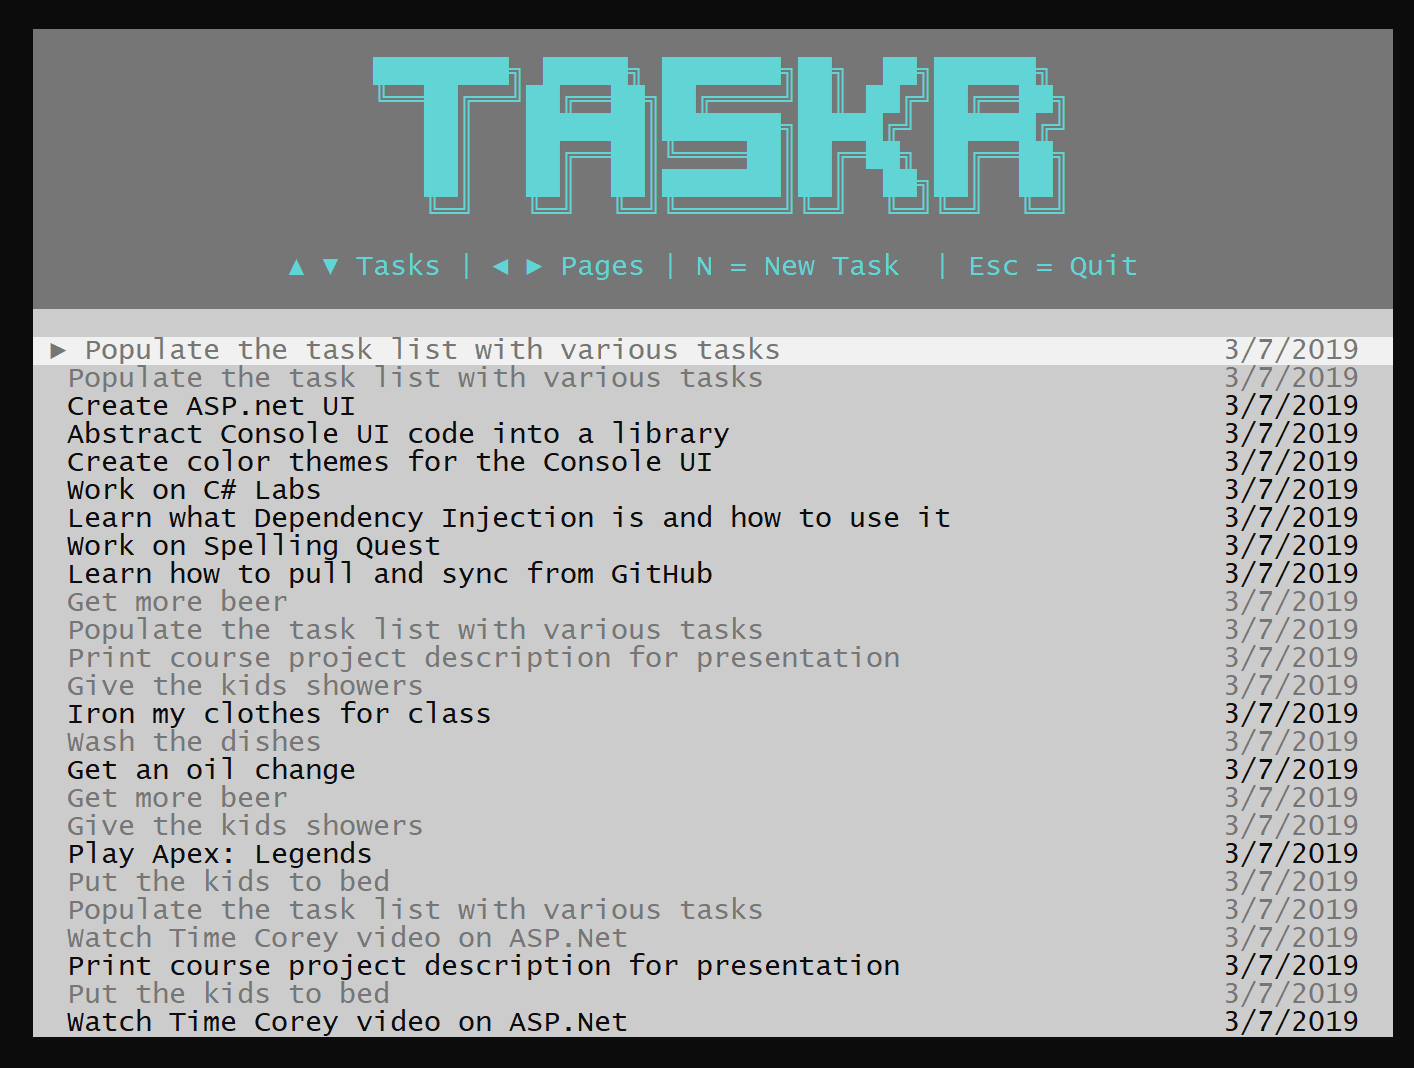 TASKR
▲ ▼ Tasks | ◄ ► Pages | N = New Task | Esc = Quit
► Populate the task list with various tasks 3/7/2019
Populate the task list with various tasks 3/7/2019
Create ASP.net UI 3/7/2019
Abstract Console UI code into a library 3/7/2019
Create color themes for the Console UI 3/7/2019
Work on C# Labs 3/7/2019
Learn what Dependency Injection is and how to use it 3/7/2019
Work on Spelling Quest 3/7/2019
Learn how to pull and sync from GitHub 3/7/2019
Get more beer 3/7/2019
Populate the task list with various tasks 3/7/2019
Print course project description for presentation 3/7/2019
Give the kids showers 3/7/2019
Iron my clothes for class 3/7/2019
Wash the dishes 3/7/2019
Get an oil change 3/7/2019
Get more beer 3/7/2019
Give the kids showers 3/7/2019
Play Apex: Legends 3/7/2019
Put the kids to bed 3/7/2019
Populate the task list with various tasks 3/7/2019
Watch Time Corey video on ASP.Net 3/7/2019
Print course project description for presentation 3/7/2019
Put the kids to bed 3/7/2019
Watch Time Corey video on ASP.Net 3/7/2019